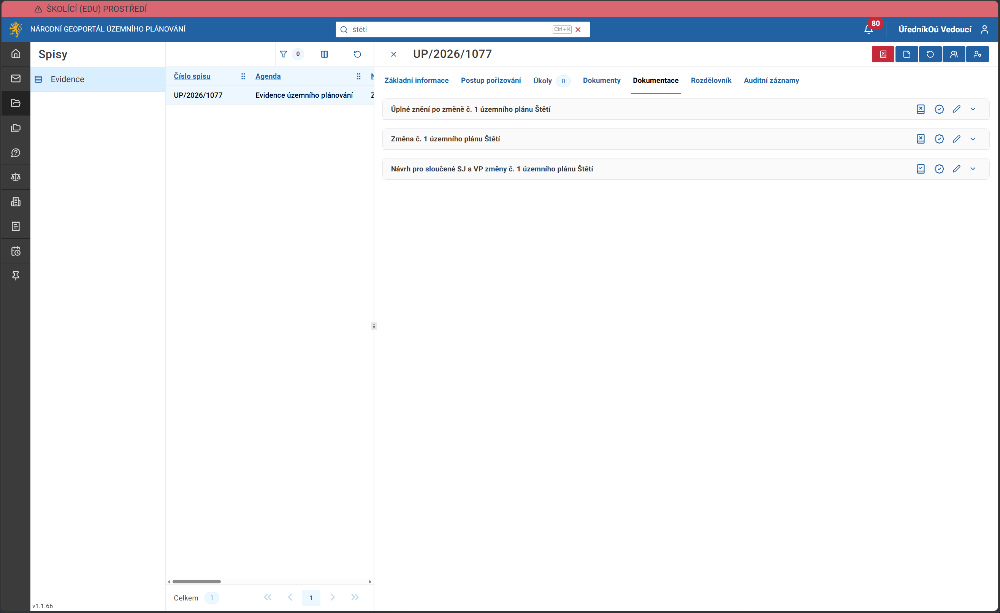 ŠKOLÍCÍ (EDU) PROSTŘEDÍ
NÁRODNÍ GEOPORTÁL ÚZEMNÍHO PLÁNOVÁNÍ
štětí
Ctrl + K
80
ÚředníkOú Vedoucí
Spisy
0
UP/2026/1077
Evidence
Číslo spisu
Agenda
UP/2026/1077
Evidence územního plánování
Základní informace
Postup pořizování
Úkoly
0
Dokumenty
Dokumentace
Rozdělovník
Auditní záznamy
Úplné znění po změně č. 1 územního plánu Štětí
Změna č. 1 územního plánu Štětí
Návrh pro sloučené SJ a VP změny č. 1 územního plánu Štětí
Celkem
1
1
v1.1.66